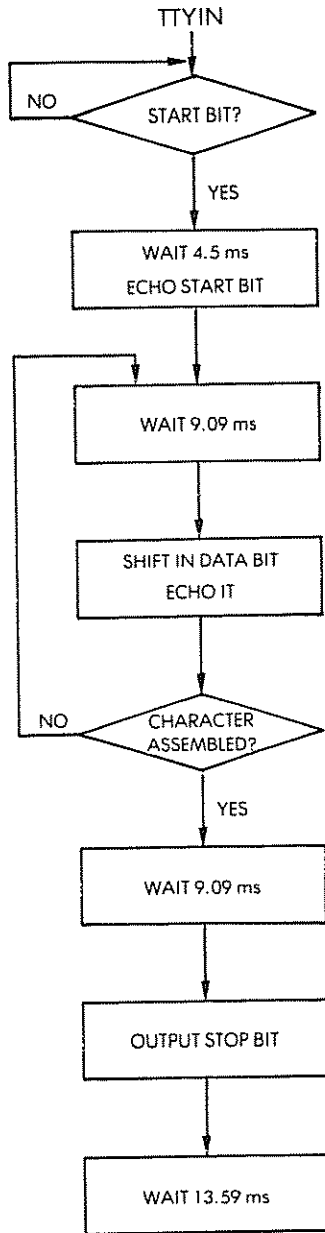 TTYIN
START BIT?
NO
YES
WAIT 4.5 ms
ECHO START BIT
WAIT 9.09 ms
SHIFT IN DATA BIT
ECHO IT
NO
CHARACTER
ASSEMBLED?
YES
WAIT 9.09 ms
OUTPUT STOP BIT
WAIT 13.59 ms